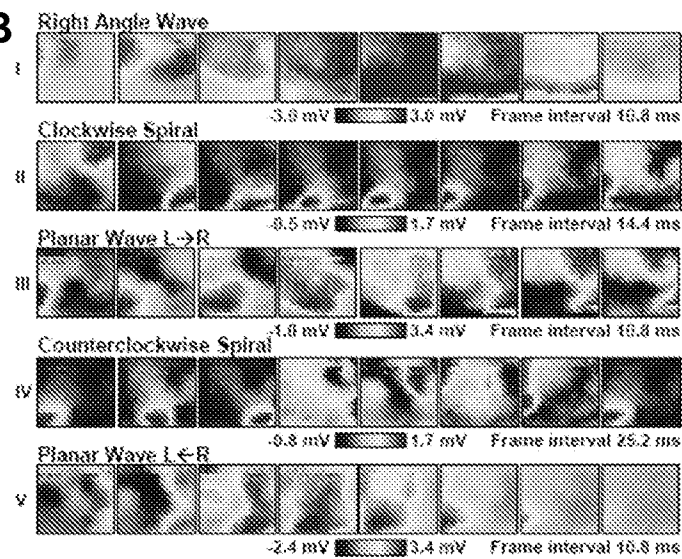 B
Right Angle Wave
I
-3.0 mV 3.0 mV Frame interval 10.8 ms
Clockwise Spiral
II
-0.5 mV 1.7 mV Frame interval 14.4 ms
Planar Wave L→R
III
-1.0 mV 3.4 mV Frame interval 10.8 ms
Counterclockwise Spiral
IV
-0.8 mV 1.7 mV Frame interval 25.2 ms
Planar Wave L←R
V
-2.4 mV 3.4 mV Frame interval 10.8 ms